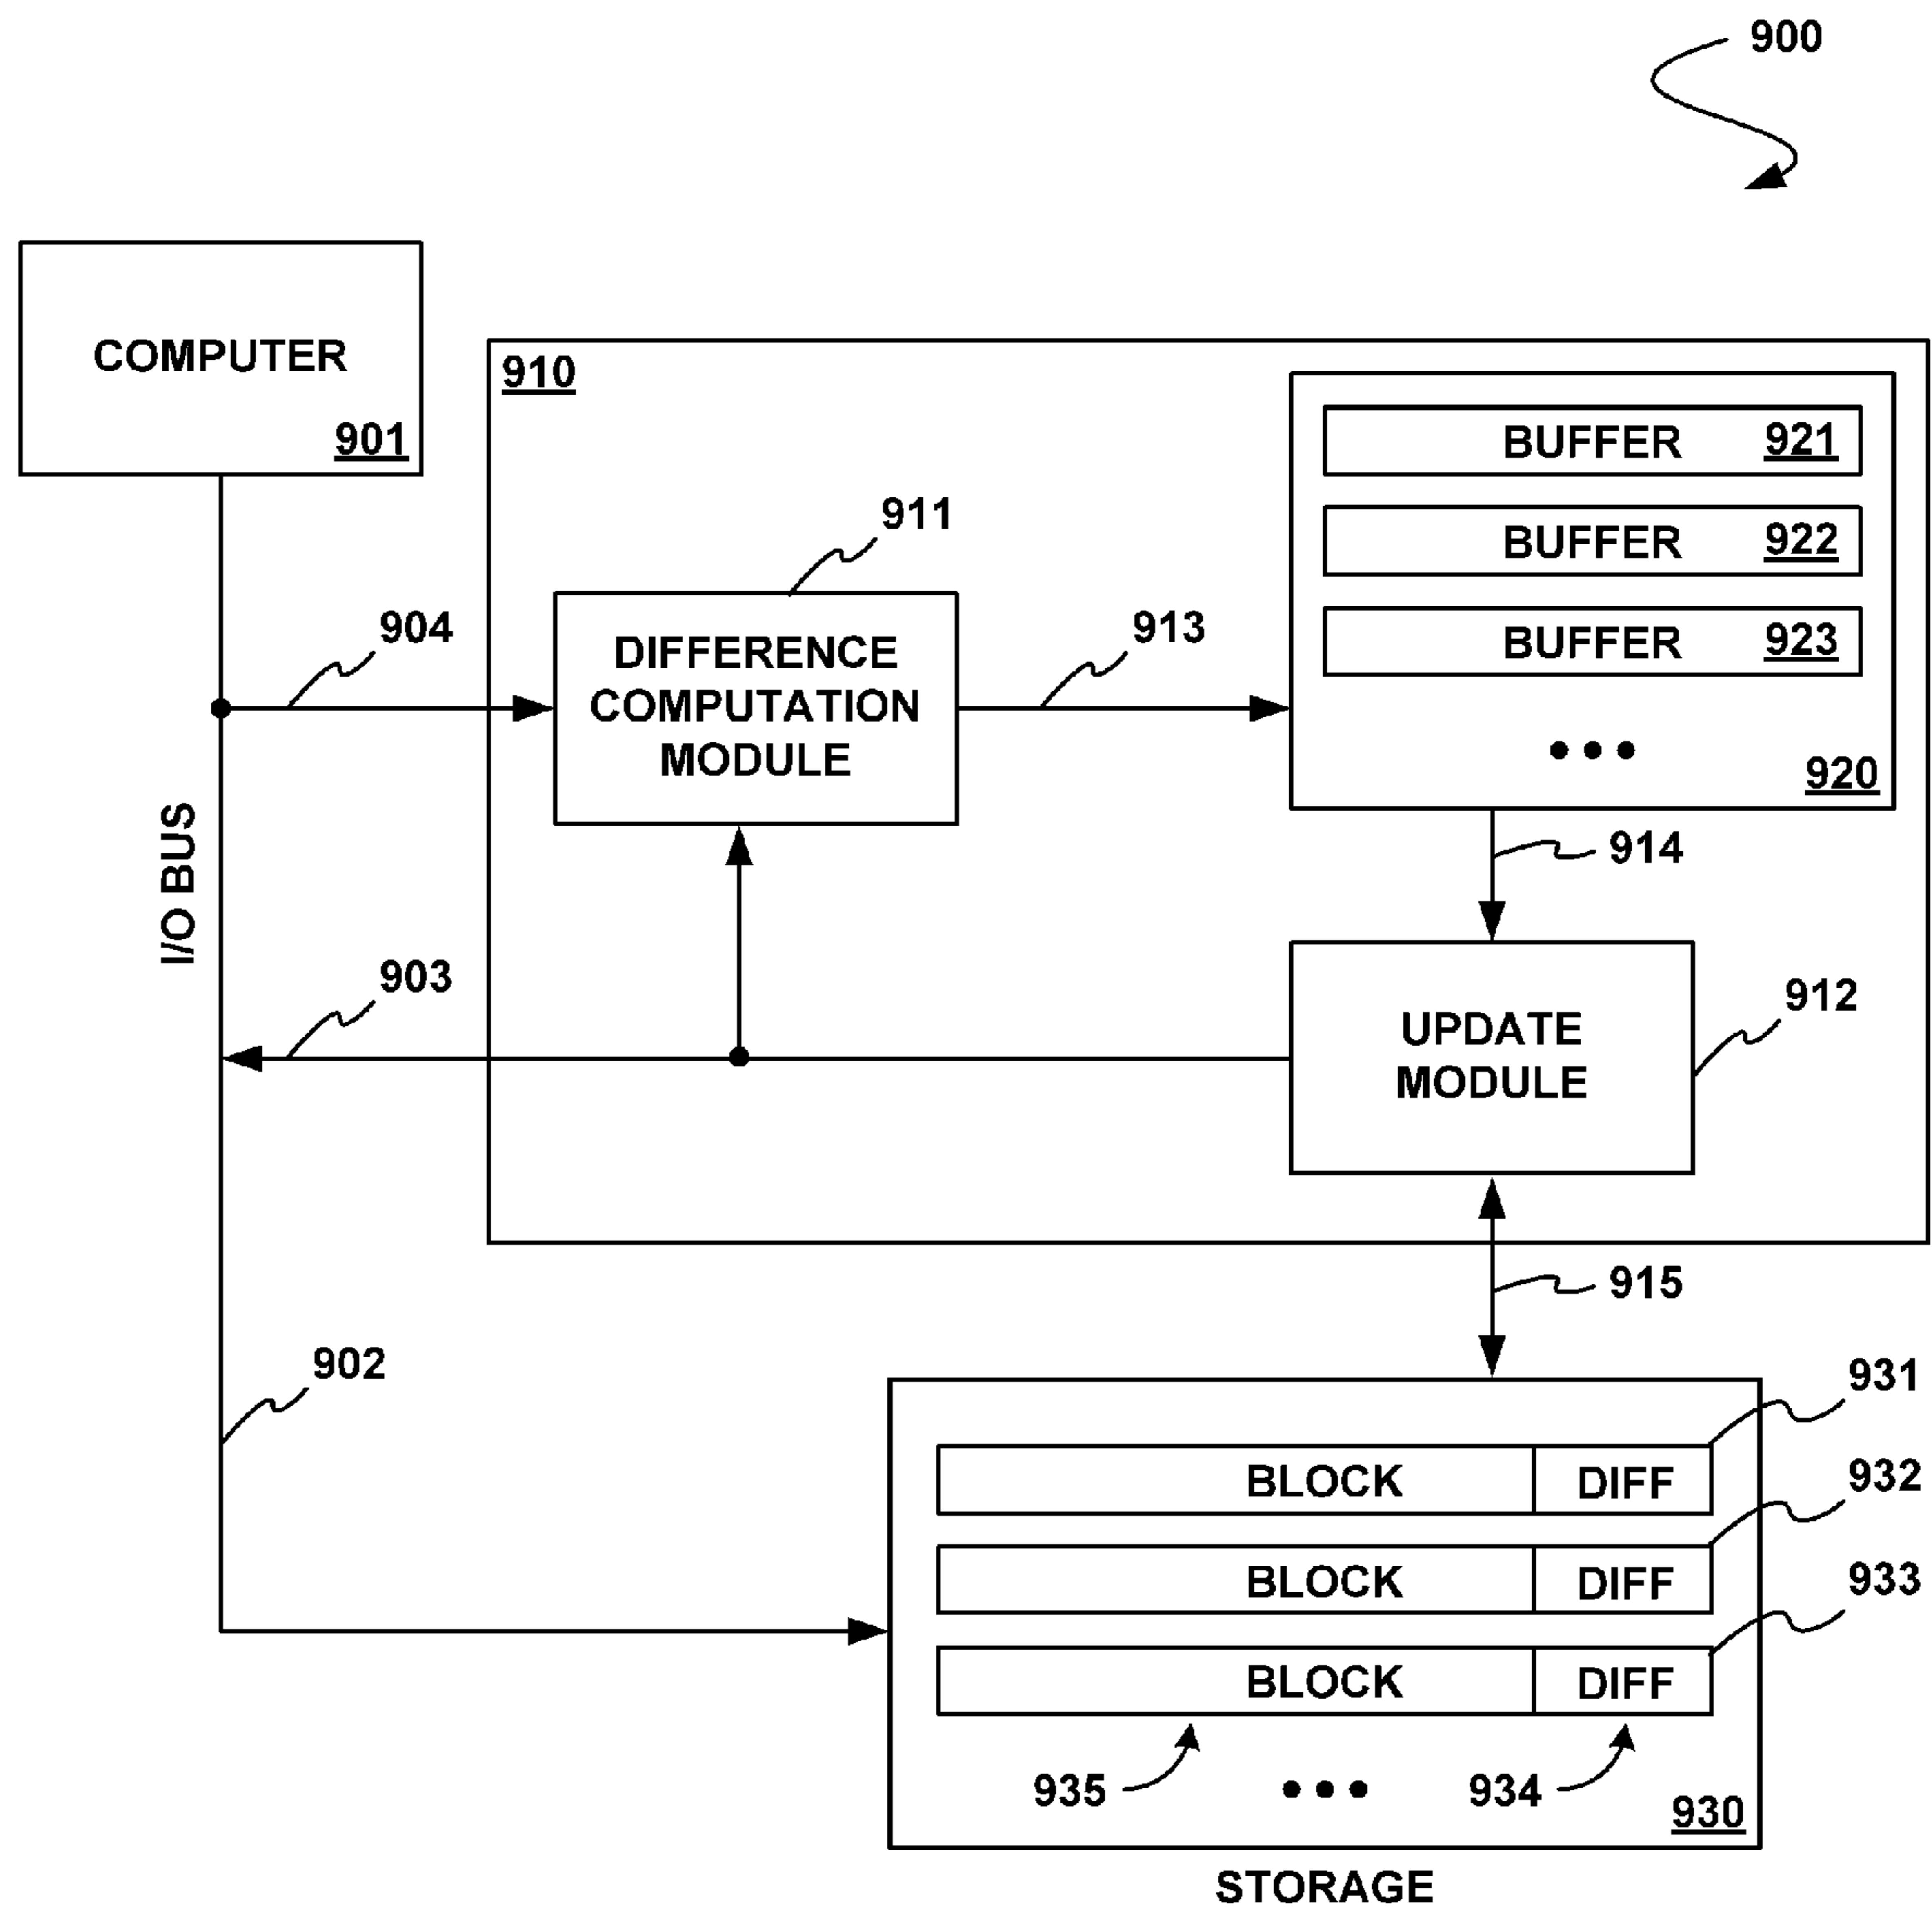 900
COMPUTER
901
910
BUFFER 921
BUFFER 922
BUFFER 923
920
911
904
DIFFERENCE
COMPUTATION
MODULE
913
914
I/O BUS
903
UPDATE
MODULE
912
915
902
931
BLOCK DIFF
932
BLOCK DIFF
933
BLOCK DIFF
935
934
930
STORAGE